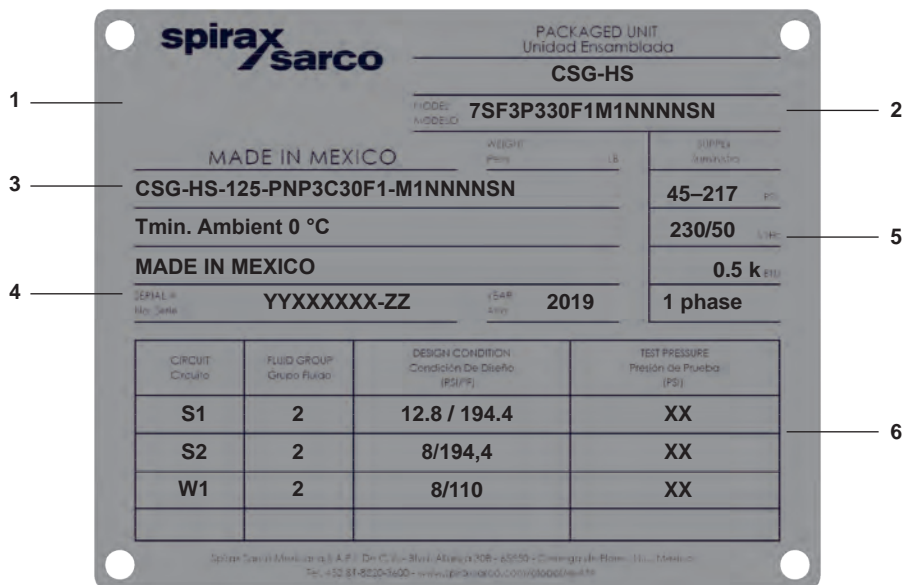 spirax
sarco
PACKAGED UNIT
Unidad Ensamblada
CSG-HS
1
MODEL
MODELO
7SF3P330F1M1NNNNSN
2
MADE IN MEXICO
WEIGHT
Peso
LB
SUPPLY
Suministro
3
CSG-HS-125-PNP3C30F1-M1NNNNSN
45–217
PSI
Tmin. Ambient 0 °C
230/50
5
MADE IN MEXICO
0.5 k
BTU
4
SERIAL #
No. Serie
YYXXXXXX-ZZ
YEAR
2019
1 phase
CIRCUIT
Circuito
FLUID GROUP
Grupo Fluido
DESIGN CONDITION
Condición De Diseño
(PSI/°F)
TEST PRESSURE
Presión de Prueba
(PSI)
S1 2 12.8 / 194.4 XX
6
S2 2 8/194,4 XX
W1 2 8/110 XX